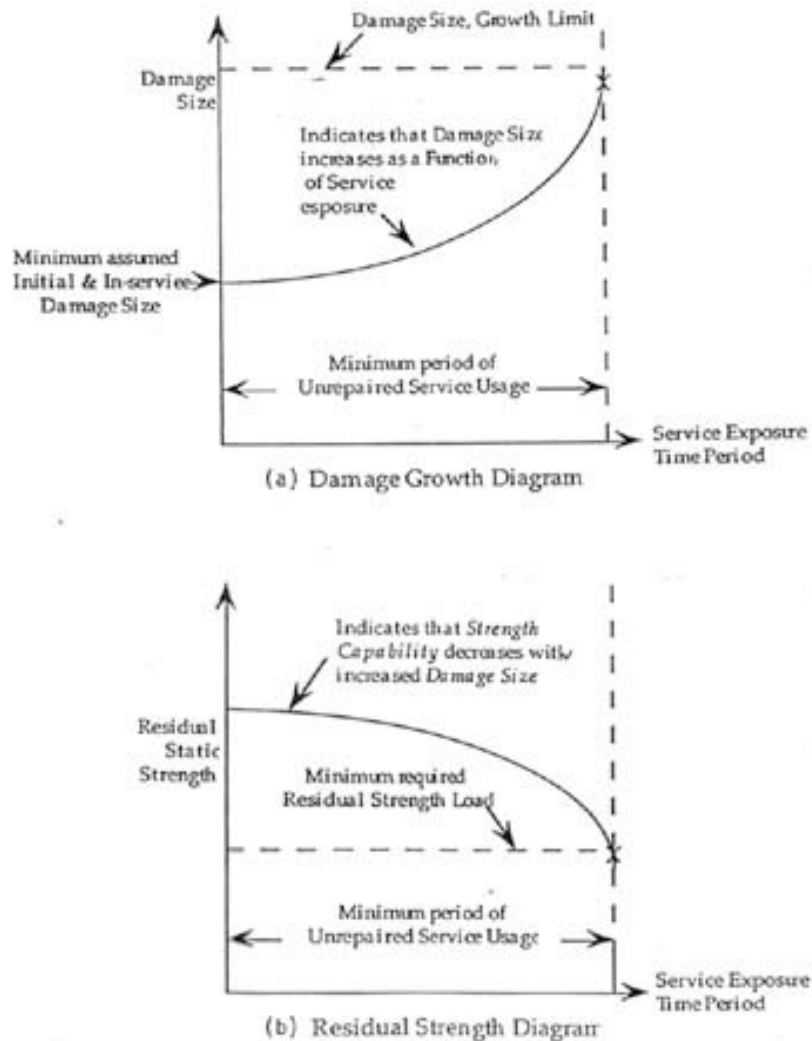 Damage Size, Growth Limit
Damage
Size
Indicates that Damage Size
increases as a Function
of Service
esposure
Minimum assumed
Initial & In-service
Damage Size
Minimum period of
Unrepaired Service Usage
Service Exposure
Time Period
(a) Damage Growth Diagram
Indicates that Strength
Capability decreases with
increased Damage Size
Residual
Static
Strength
Minimum required
Residual Strength Load
Minimum period of
Unrepaired Service Usage
Service Exposure
Time Period
(b) Residual Strength Diagram